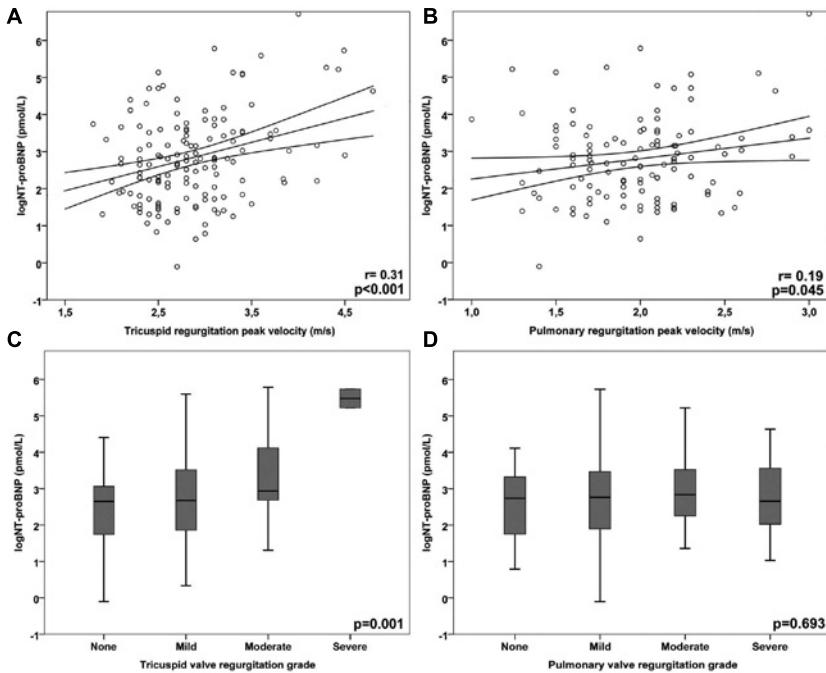 A
logNT-proBNP (pmol/L)
6
5
4
3
2
1
0
-1
1,5
2,5
3,5
4,5
Tricuspid regurgitation peak velocity (m/s)
r= 0.31
p<0.001
B
logNT-proBNP (pmol/L)
6
5
4
3
2
1
0
-1
1,0
1,5
2,0
2,5
3,0
Pulmonary regurgitation peak velocity (m/s)
r= 0.19
p=0.045
C
logNT-proBNP (pmol/L)
6
5
4
3
2
1
0
-1
None
Mild
Moderate
Severe
Tricuspid valve regurgitation grade
p=0.001
D
logNT-proBNP (pmol/L)
6
5
4
3
2
1
0
-1
None
Mild
Moderate
Severe
Pulmonary valve regurgitation grade
p=0.693